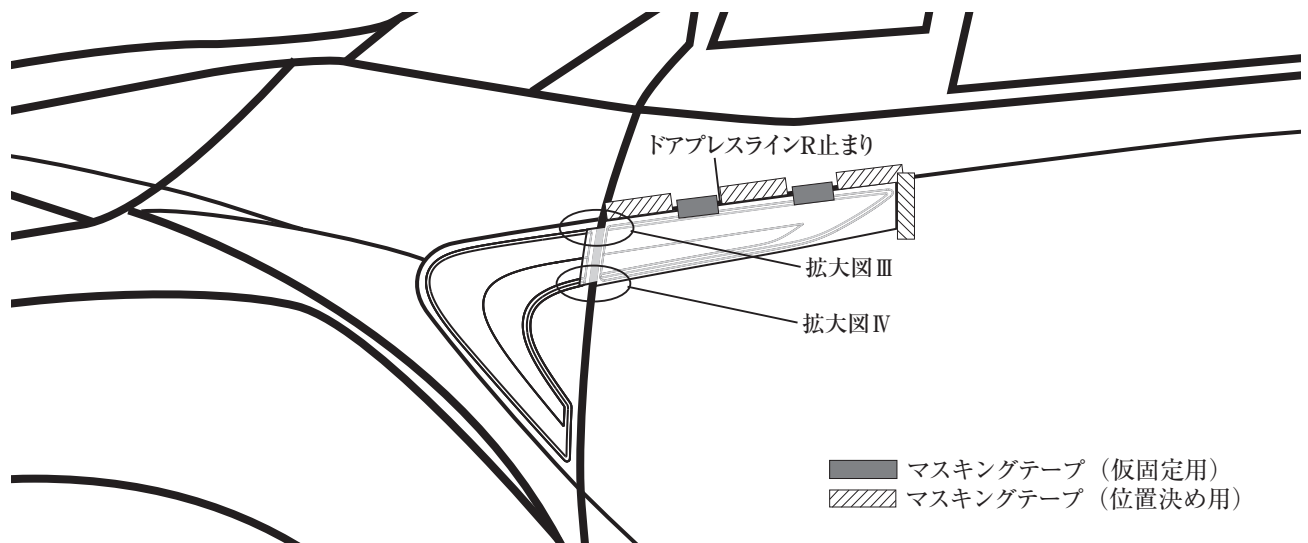 ドアプレスラインR止まり
拡大図Ⅲ
拡大図Ⅳ
マスキングテープ（仮固定用）
マスキングテープ（位置決め用）